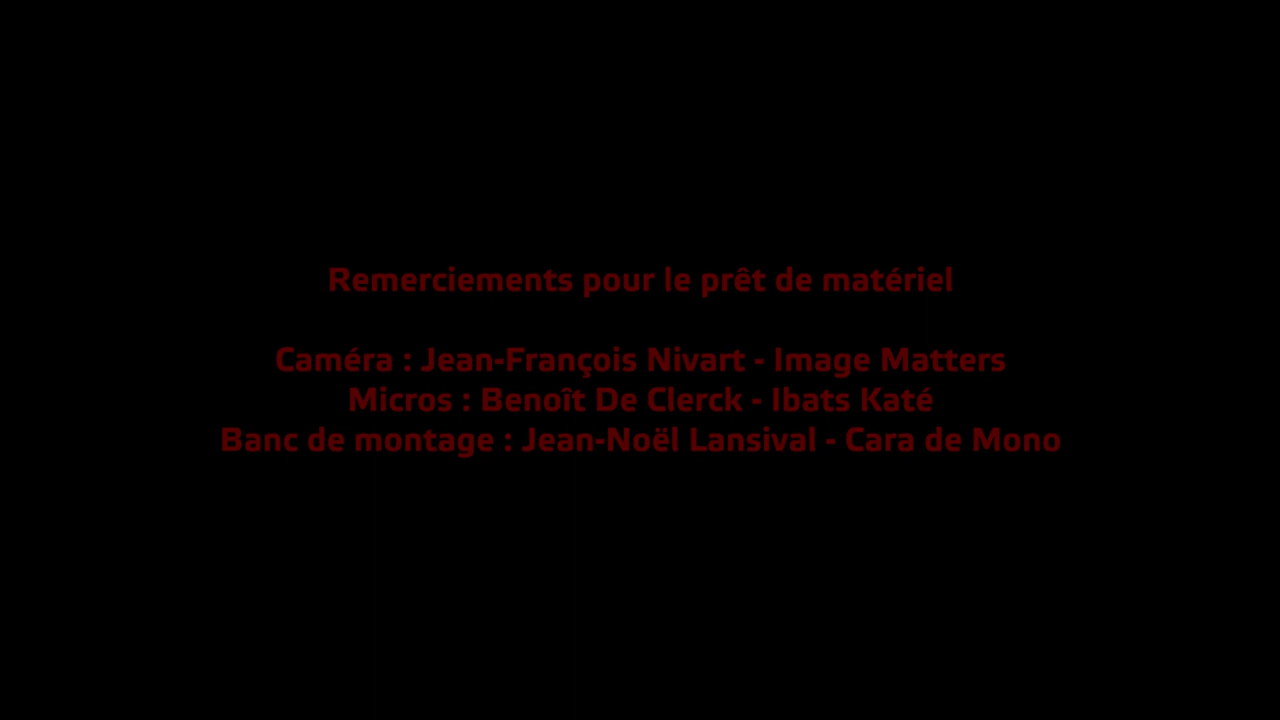 Remerciements pour le prêt de matériel
Caméra : Jean-François Nivart - Image Matters
Micros : Benoît De Clerck - Ibats Katé
Banc de montage : Jean-Noël Lansival - Cara de Mono